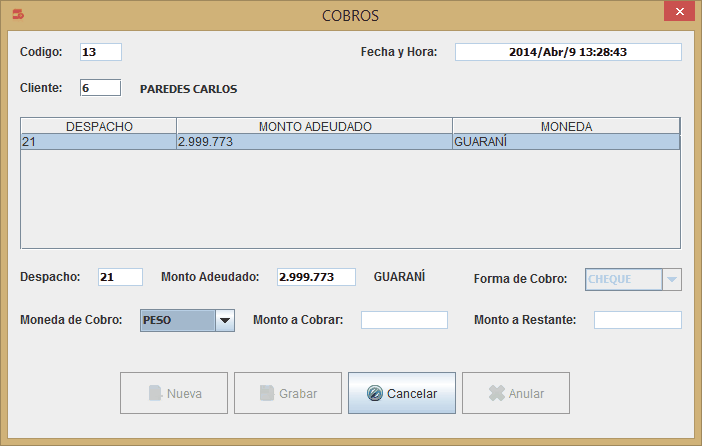 COBROS
Codigo: 13 Fecha y Hora: 2014/Abr/9 13:28:43
Cliente: 6 PAREDES CARLOS
DESPACHO MONTO ADEUDADO MONEDA
21 2.999.773 GUARANÍ
Despacho: 21 Monto Adeudado: 2.999.773 GUARANÍ Forma de Cobro: CHEQUE
Moneda de Cobro: PESO Monto a Cobrar: Monto a Restante:
Nueva Grabar Cancelar Anular